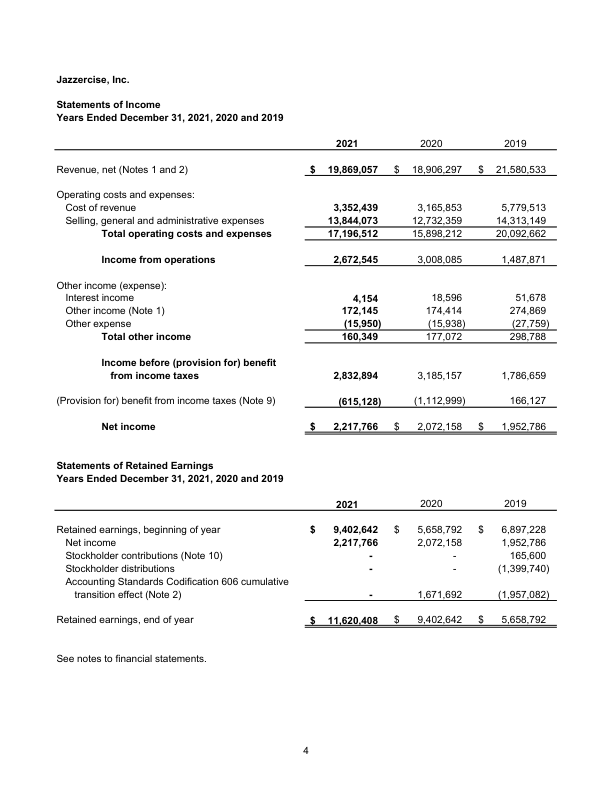 Jazzercise, Inc.
Statements of Income
Years Ended December 31, 2021, 2020 and 2019
2021 2020 2019
Revenue, net (Notes 1 and 2) $ 19,869,057 $ 18,906,297 $ 21,580,533
Operating costs and expenses:
Cost of revenue 3,352,439 3,165,853 5,779,513
Selling, general and administrative expenses 13,844,073 12,732,359 14,313,149
Total operating costs and expenses 17,196,512 15,898,212 20,092,662
Income from operations 2,672,545 3,008,085 1,487,871
Other income (expense):
Interest income 4,154 18,596 51,678
Other income (Note 1) 172,145 174,414 274,869
Other expense (15,950) (15,938) (27,759)
Total other income 160,349 177,072 298,788
Income before (provision for) benefit
from income taxes 2,832,894 3,185,157 1,786,659
(Provision for) benefit from income taxes (Note 9) (615,128) (1,112,999) 166,127
Net income $ 2,217,766 $ 2,072,158 $ 1,952,786
Statements of Retained Earnings
Years Ended December 31, 2021, 2020 and 2019
2021 2020 2019
Retained earnings, beginning of year $ 9,402,642 $ 5,658,792 $ 6,897,228
Net income 2,217,766 2,072,158 1,952,786
Stockholder contributions (Note 10) - - 165,600
Stockholder distributions - - (1,399,740)
Accounting Standards Codification 606 cumulative
transition effect (Note 2) - 1,671,692 (1,957,082)
Retained earnings, end of year $ 11,620,408 $ 9,402,642 $ 5,658,792
See notes to financial statements.
4